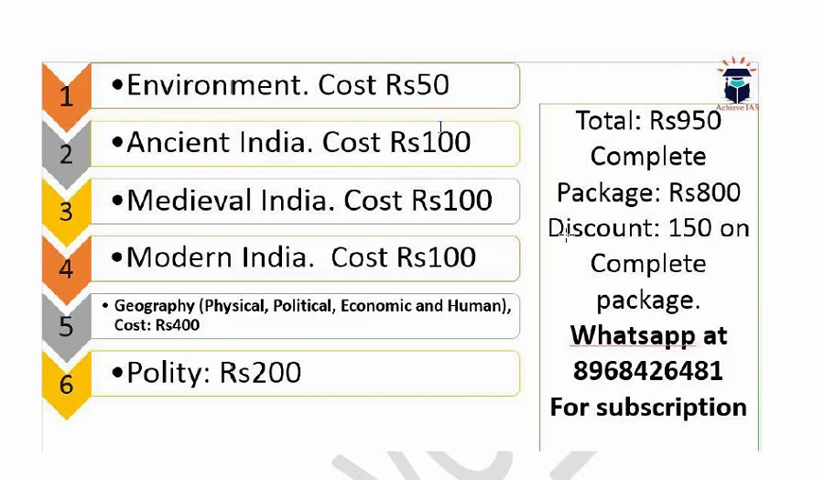 1
•Environment. Cost Rs50
2
•Ancient India. Cost Rs100
3
•Medieval India. Cost Rs100
4
•Modern India.  Cost Rs100
5
• Geography (Physical, Political, Economic and Human),
Cost: Rs400
6
•Polity: Rs200
Achieve IAS
Total: Rs950
Complete
Package: Rs800
Discount: 150 on
Complete
package.
Whatsapp at
8968426481
For subscription